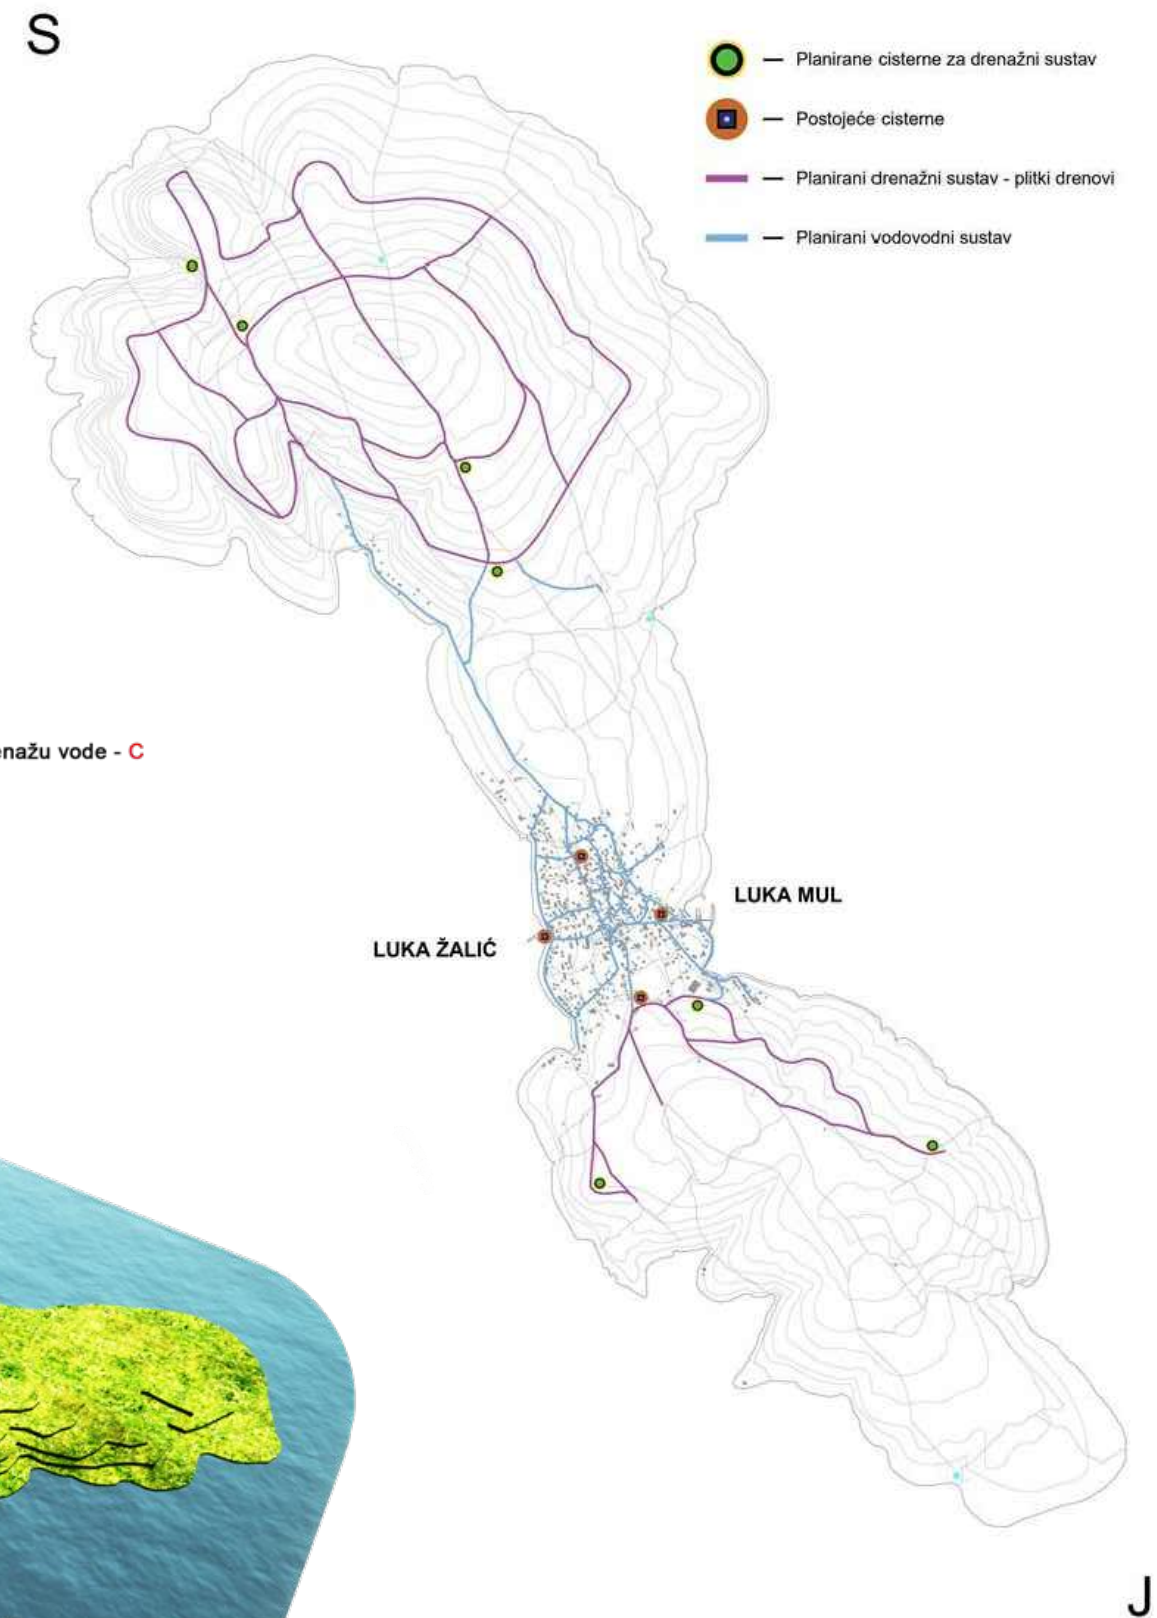 S
Planirane cisterne za drenažni sustav
Postojeće cisterne
Planirani drenažni sustav - plitki drenovi
Planirani vodovodni sustav
vode - C
LUKA MUL
LUKA ŽALIĆ
J